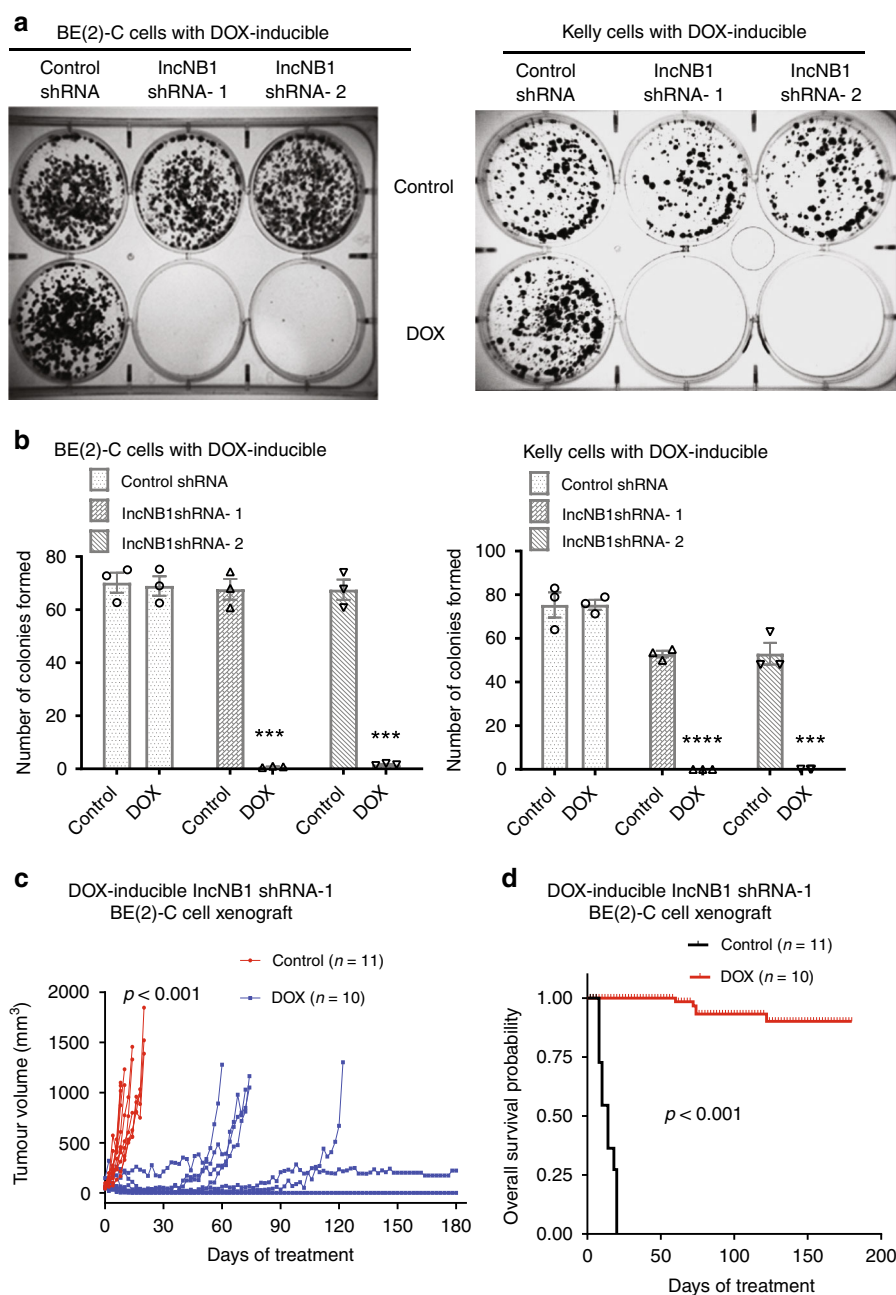 a
BE(2)-C cells with DOX-inducible
Control shRNA
lncNB1 shRNA- 1
lncNB1 shRNA- 2
Kelly cells with DOX-inducible
Control shRNA
lncNB1 shRNA- 1
lncNB1 shRNA- 2
Control
DOX
b
BE(2)-C cells with DOX-inducible
Control shRNA
lncNB1shRNA- 1
lncNB1shRNA- 2
Number of colonies formed
80
60
40
20
0
***
***
Control
DOX
Control
DOX
Control
DOX
Kelly cells with DOX-inducible
Control shRNA
lncNB1shRNA- 1
lncNB1shRNA- 2
Number of colonies formed
100
80
60
40
20
0
****
***
Control
DOX
Control
DOX
Control
DOX
c
DOX-inducible lncNB1 shRNA-1
BE(2)-C cell xenograft
Control (n = 11)
DOX (n = 10)
p < 0.001
Tumour volume (mm³)
2000
1500
1000
500
0
0 30 60 90 120 150 180
Days of treatment
d
DOX-inducible lncNB1 shRNA-1
BE(2)-C cell xenograft
Control (n = 11)
DOX (n = 10)
Overall survival probability
1.00
0.75
0.50
0.25
0.00
p < 0.001
0 50 100 150 200
Days of treatment